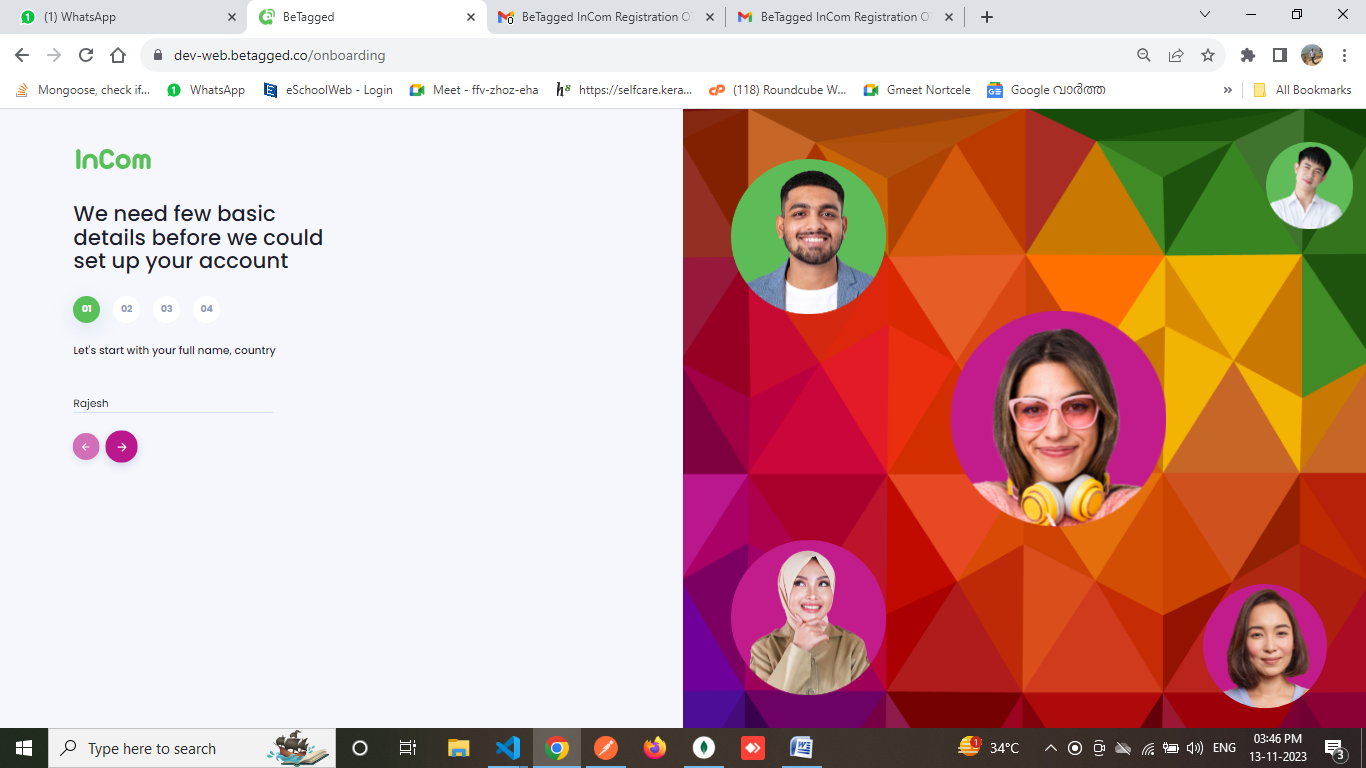 (1) WhatsApp
BeTagged
BeTagged InCom Registration O
BeTagged InCom Registration O
dev-web.betagged.co/onboarding
Mongoose, check if...
WhatsApp
eSchoolWeb - Login
Meet - ffv-zhoz-eha
https://selfcare.kera...
(118) Roundcube W...
Gmeet Nortcele
Google വാർത്ത
»
All Bookmarks
InCom
We need few basic
details before we could
set up your account
01 02 03 04
Let's start with your full name, country
Rajesh
Type here to search
34°C
ENG
03:46 PM
13-11-2023
3